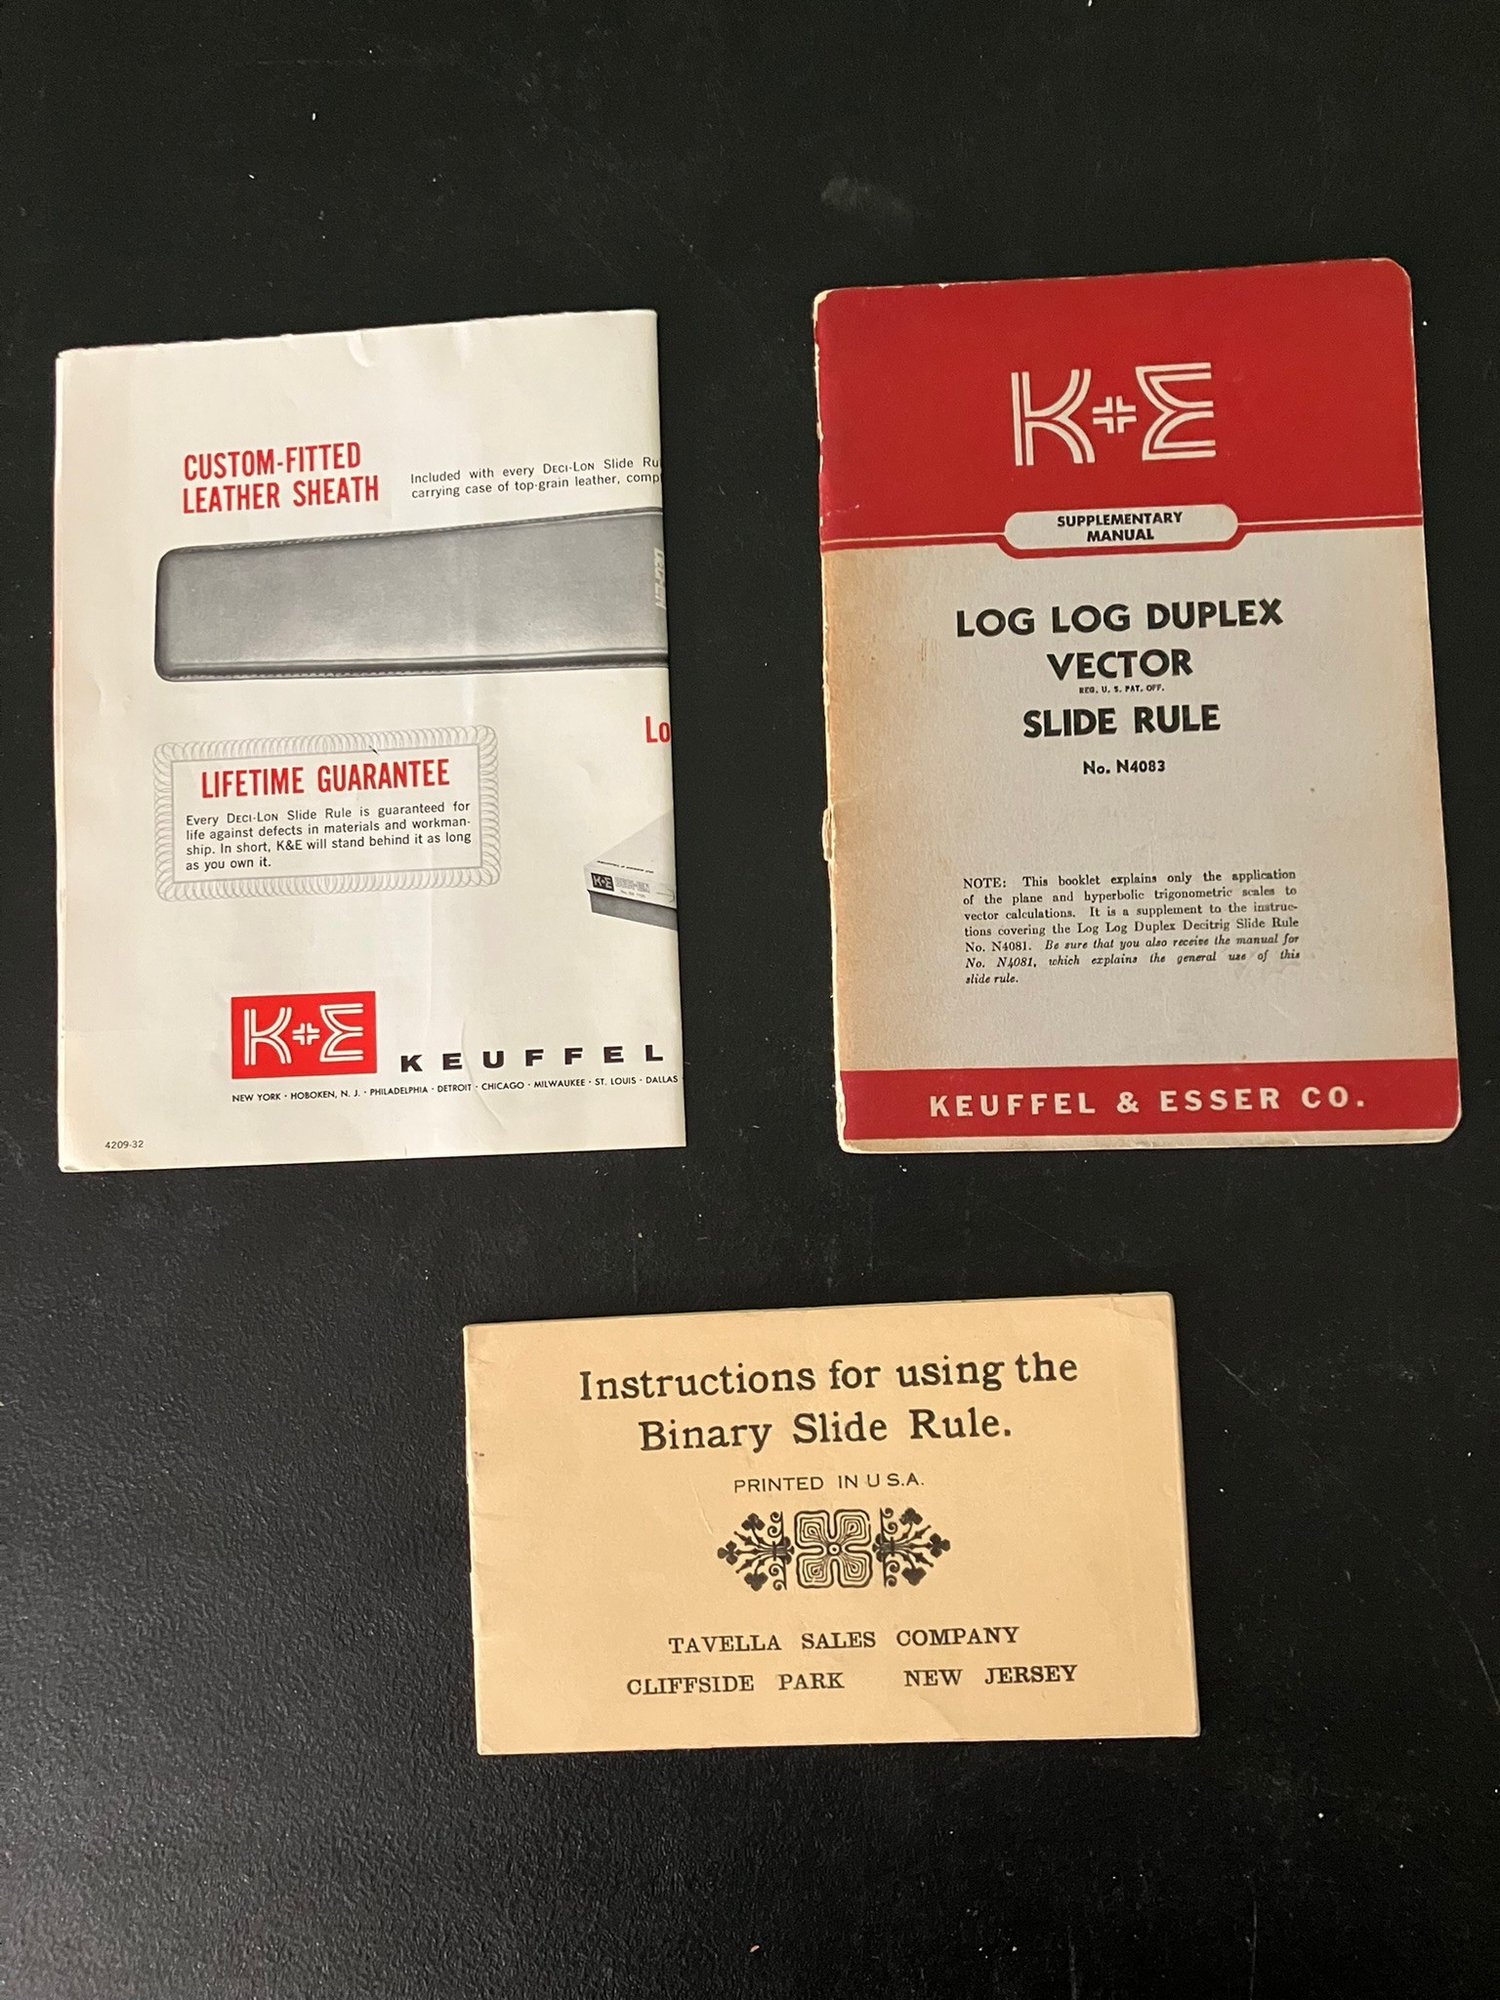 CUSTOM-FITTED
LEATHER SHEATH
Included with every DECI-LON Slide Ru
carrying case of top-grain leather, comp
Lo
LIFETIME GUARANTEE
Every DECI-LON Slide Rule is guaranteed for
life against defects in materials and workman-
ship. In short, K&E will stand behind it as long
as you own it.
K+E
K+E
KEUFFEL
NEW YORK · HOBOKEN, N. J. · PHILADELPHIA · DETROIT · CHICAGO · MILWAUKEE · ST. LOUIS · DALLAS
4209-32
K+E
SUPPLEMENTARY
MANUAL
LOG LOG DUPLEX
VECTOR
REG. U. S. PAT. OFF.
SLIDE RULE
No. N4083
NOTE: This booklet explains only the application
of the plane and hyperbolic trigonometric scales to
vector calculations. It is a supplement to the instruc-
tions covering the Log Log Duplex Decitrig Slide Rule
No. N4081. Be sure that you also receive the manual for
No. N4081, which explains the general use of this
slide rule.
KEUFFEL & ESSER CO.
Instructions for using the
Binary Slide Rule.
PRINTED IN U S.A.
TAVELLA SALES COMPANY
CLIFFSIDE PARK NEW JERSEY